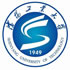 沈阳工业大学
1949
SHENYANG UNIVERSITY OF TECHNOLOGY